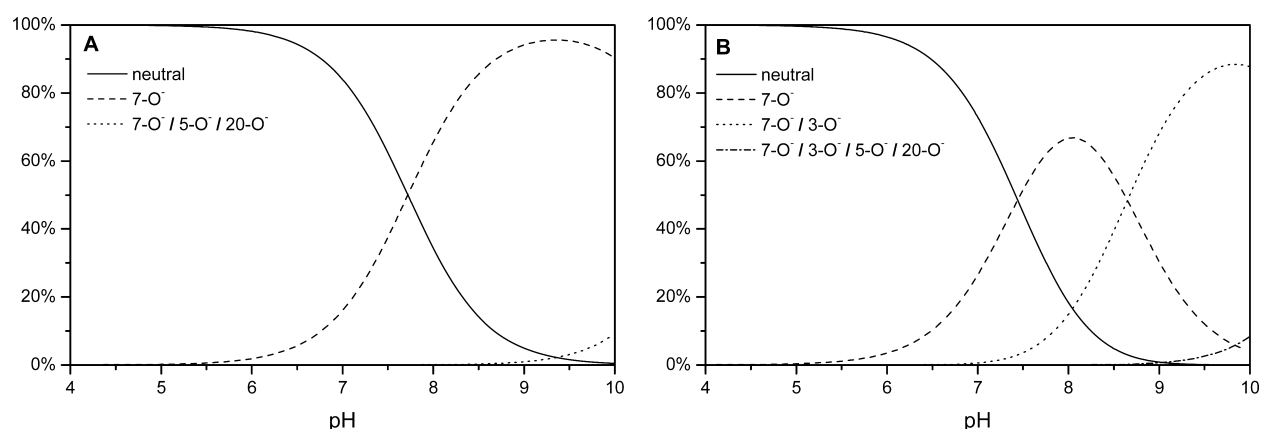 A
neutral
7-O⁻
7-O⁻ / 5-O⁻ / 20-O⁻
100%
80%
60%
40%
20%
0%
4 5 6 7 8 9 10
pH
B
neutral
7-O⁻
7-O⁻ / 3-O⁻
7-O⁻ / 3-O⁻ / 5-O⁻ / 20-O⁻
100%
80%
60%
40%
20%
0%
4 5 6 7 8 9 10
pH